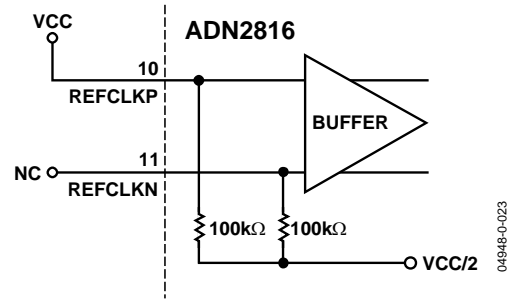 VCC
ADN2816
10
REFCLKP
BUFFER
11
NC
REFCLKN
100kΩ
100kΩ
VCC/2
04948-0-023